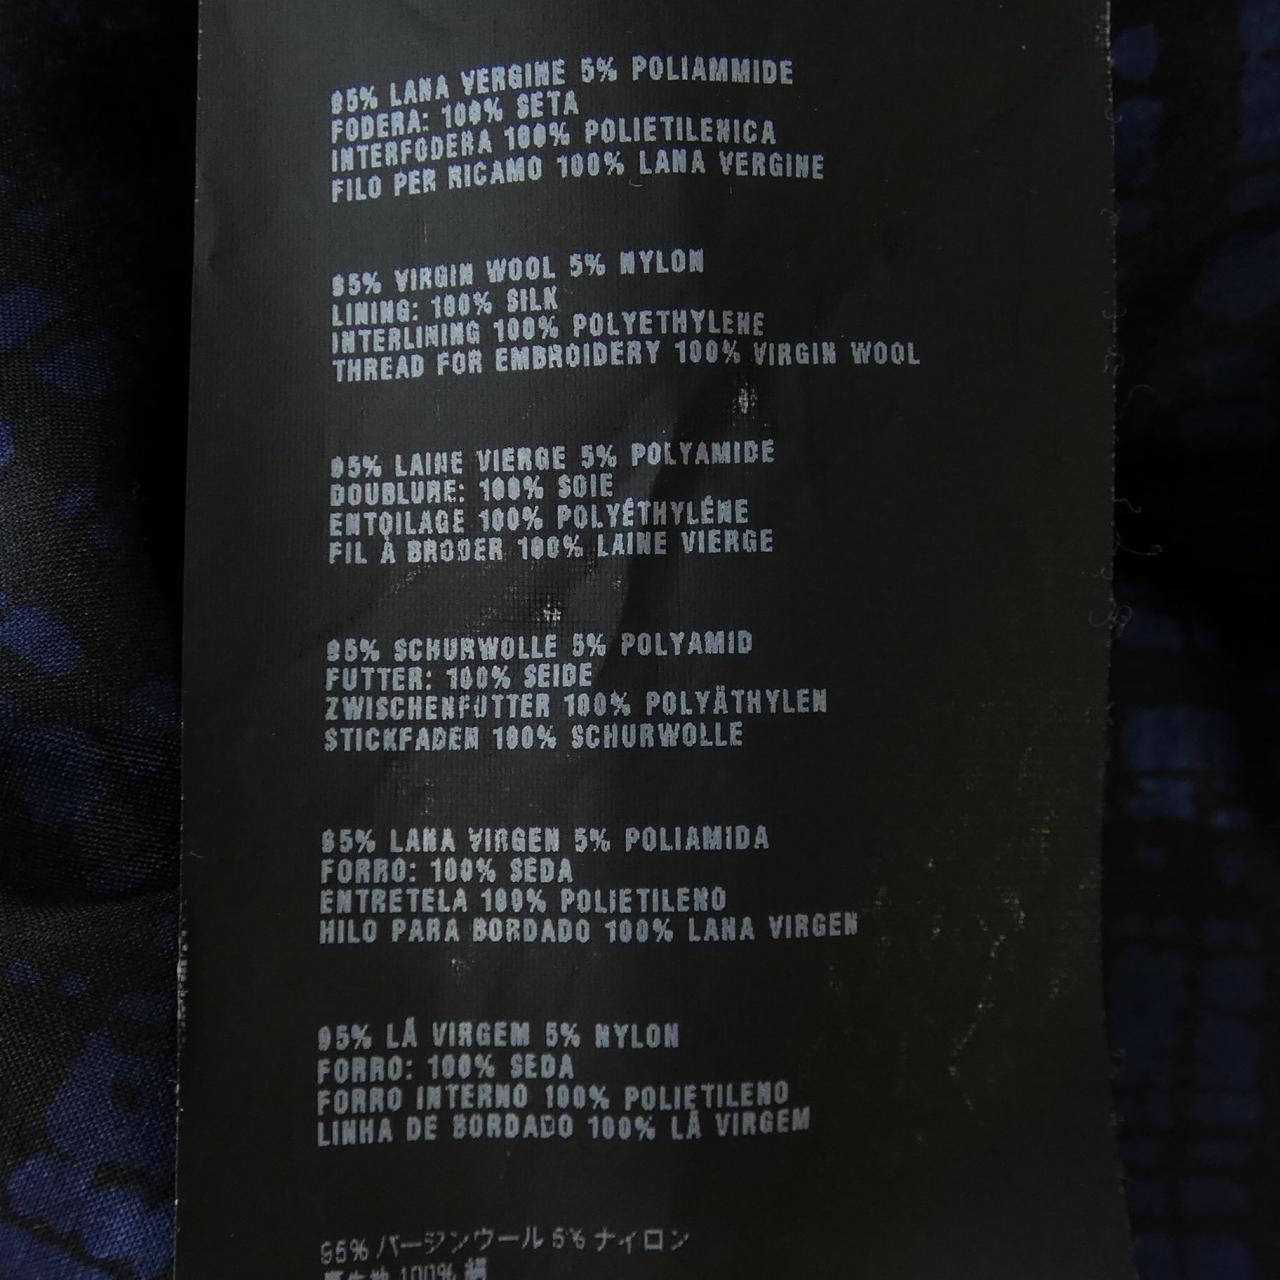 95% LANA VERGINE 5% POLIAMMIDE
FODERA: 100% SETA
INTERFODERA 100% POLIETILENICA
FILO PER RICAMO 100% LANA VERGINE
95% VIRGIN WOOL 5% NYLON
LINING: 100% SILK
INTERLINING 100% POLYETHYLENE
THREAD FOR EMBROIDERY 100% VIRGIN WOOL
95% LAINE VIERGE 5% POLYAMIDE
DOUBLURE: 100% SOIE
ENTOILAGE 100% POLYÉTHYLÉNE
FIL À BRODER 100% LAINE VIERGE
95% SCHURWOLLE 5% POLYAMID
FUTTER: 100% SEIDE
ZWISCHENFUTTER 100% POLYÄTHYLEN
STICKFADEN 100% SCHURWOLLE
95% LANA VIRGEN 5% POLIAMIDA
FORRO: 100% SEDA
ENTRETELA 100% POLIETILENO
HILO PARA BORDADO 100% LANA VIRGEN
95% LÃ VIRGEM 5% NYLON
FORRO: 100% SEDA
FORRO INTERNO 100% POLIETILENO
LINHA DE BORDADO 100% LÃ VIRGEM
95% バージンウール 5% ナイロン
100%